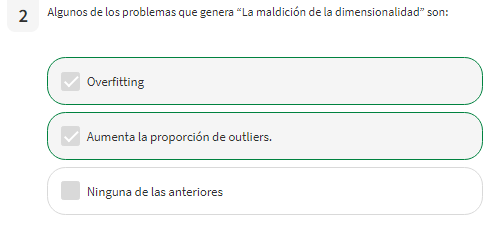 2
Algunos de los problemas que genera “La maldición de la dimensionalidad” son:
Overfitting
Aumenta la proporción de outliers.
Ninguna de las anteriores